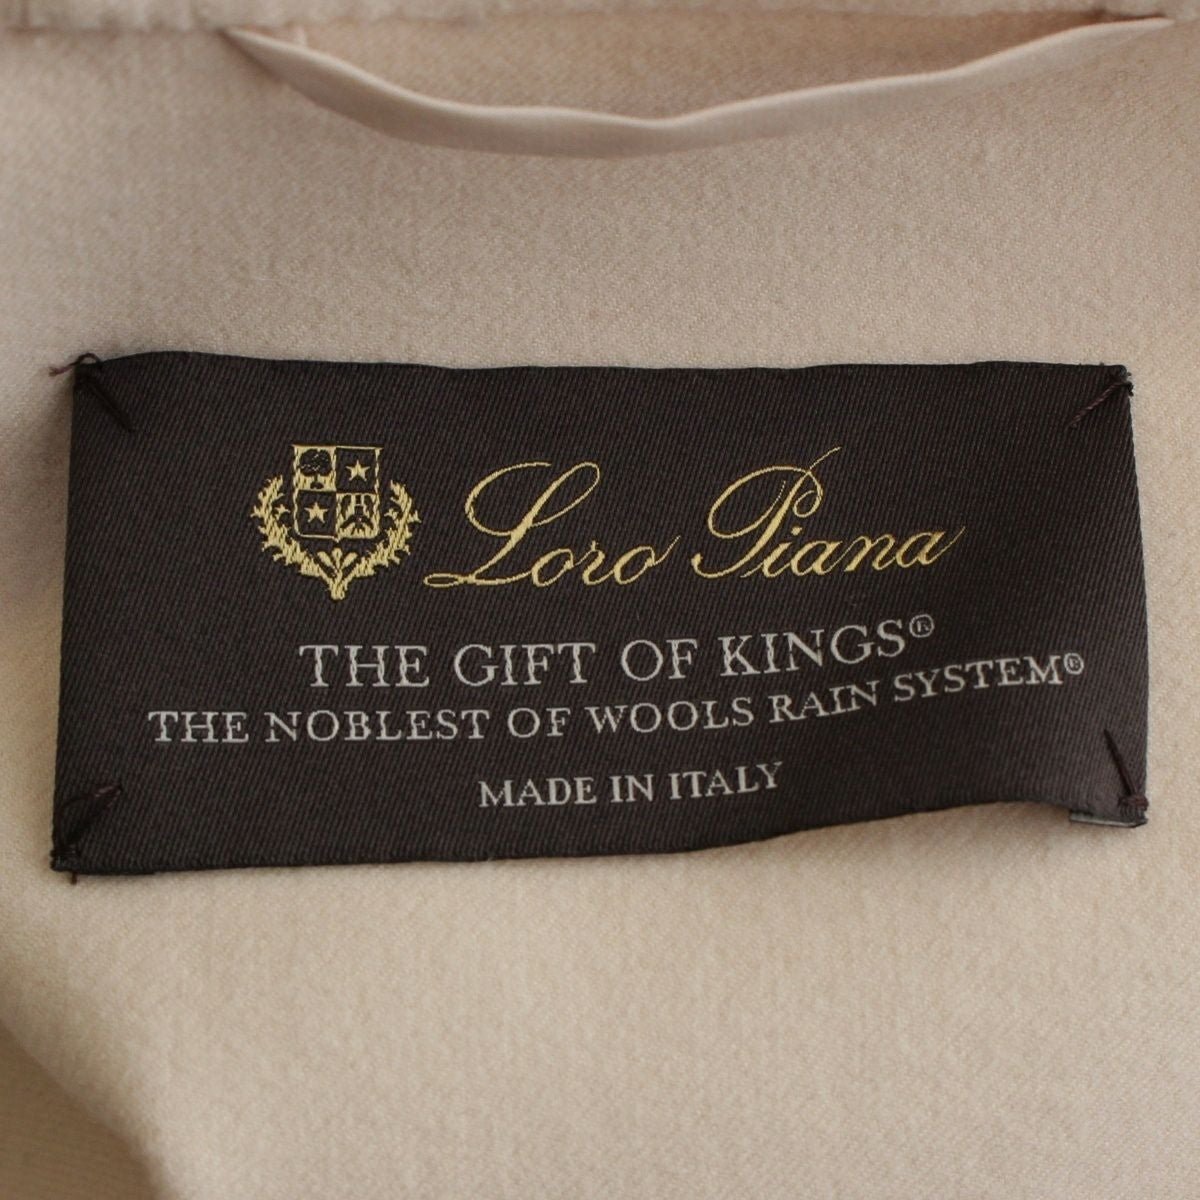 Loro Piana
THE GIFT OF KINGS®
THE NOBLEST OF WOOLS RAIN SYSTEM®
MADE IN ITALY